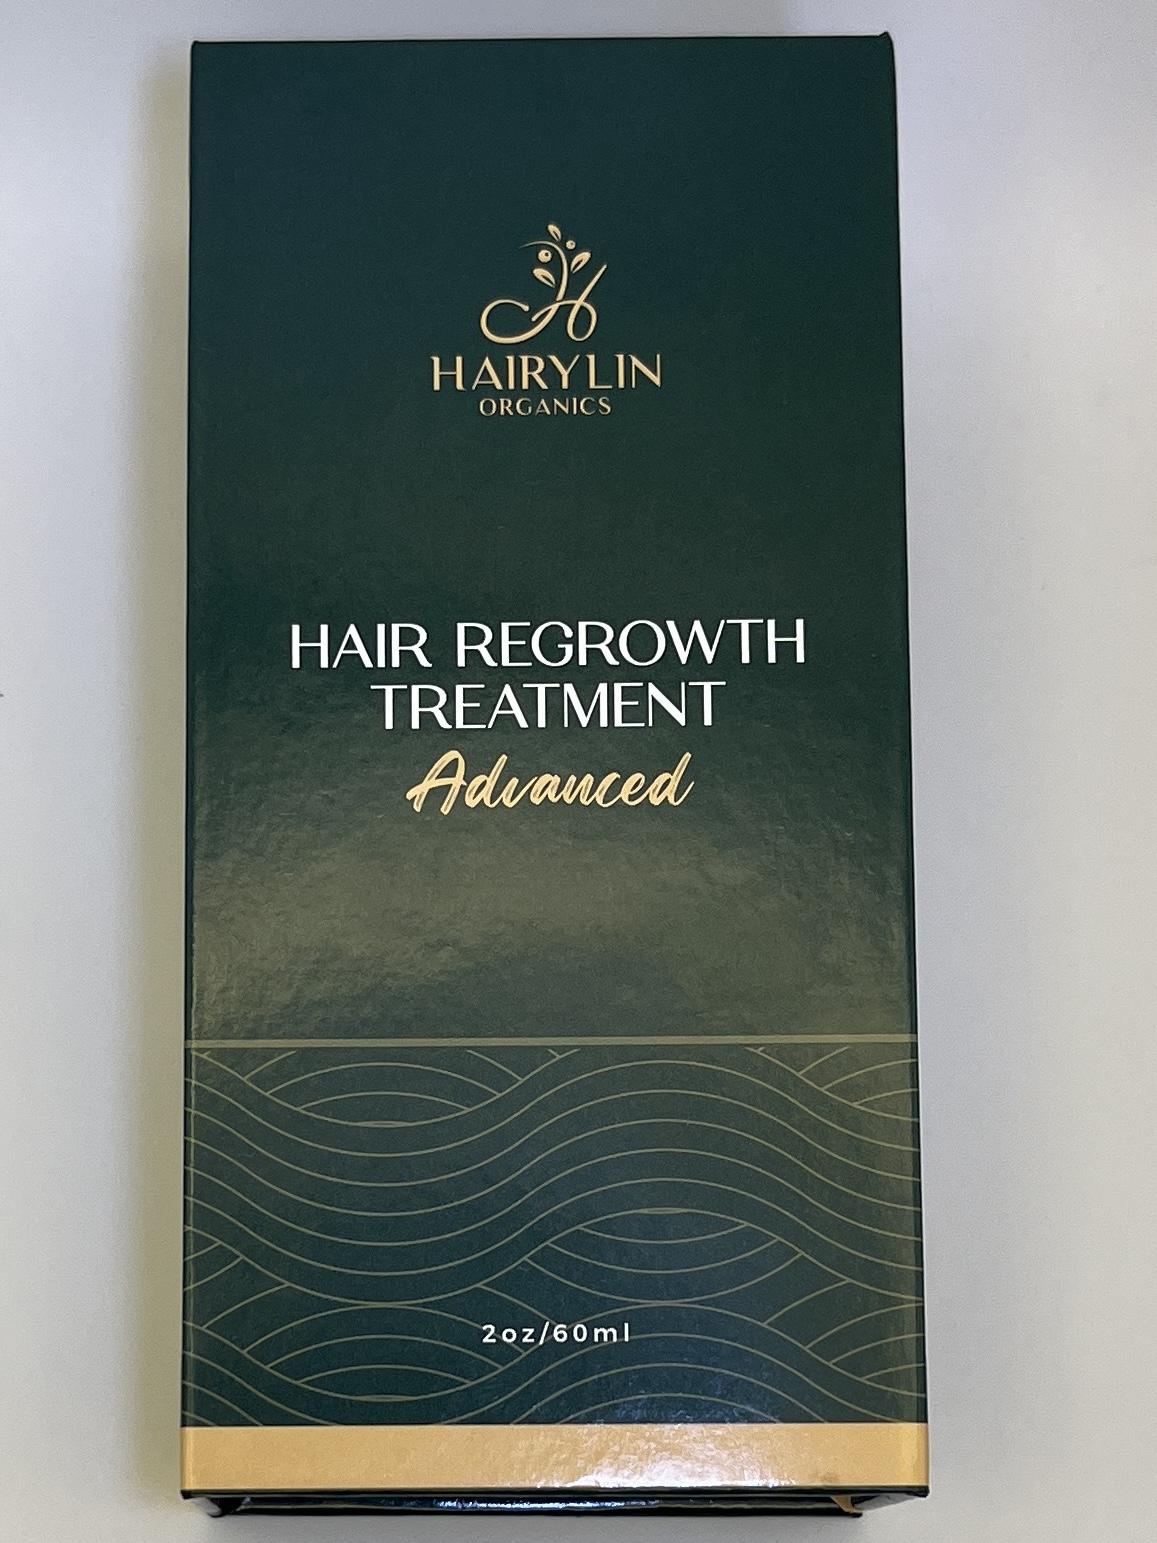 HAIRYLIN
ORGANICS
HAIR REGROWTH
TREATMENT
Advanced
2oz/60ml